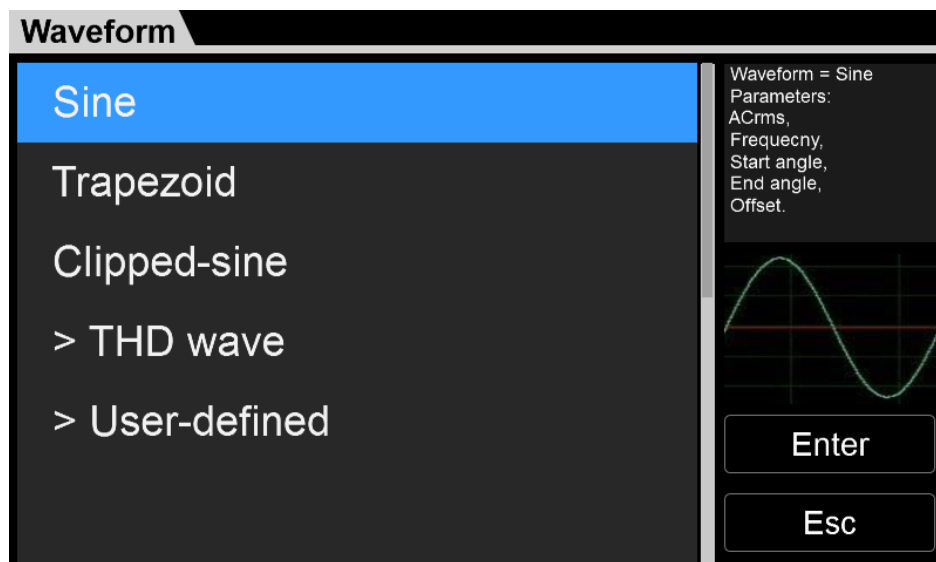 Waveform
Sine
Trapezoid
Clipped-sine
> THD wave
> User-defined
Waveform = Sine
Parameters:
ACrms,
Frequecny,
Start angle,
End angle,
Offset.
Enter
Esc